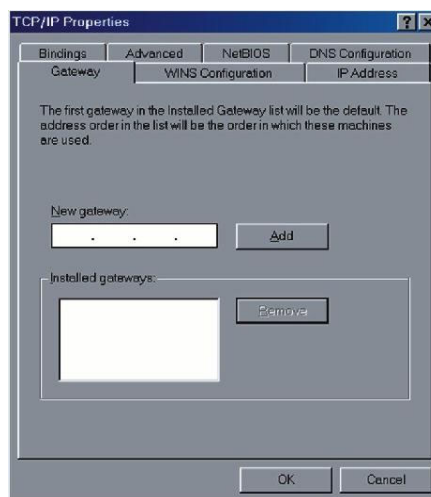 TCP/IP Properties
Bindings Advanced NetBIOS DNS Configuration
Gateway WINS Configuration IP Address
The first gateway in the Installed Gateway list will be the default. The
address order in the list will be the order in which these machines
are used.
New gateway:
. . .
Add
Installed gateways:
Remove
OK Cancel